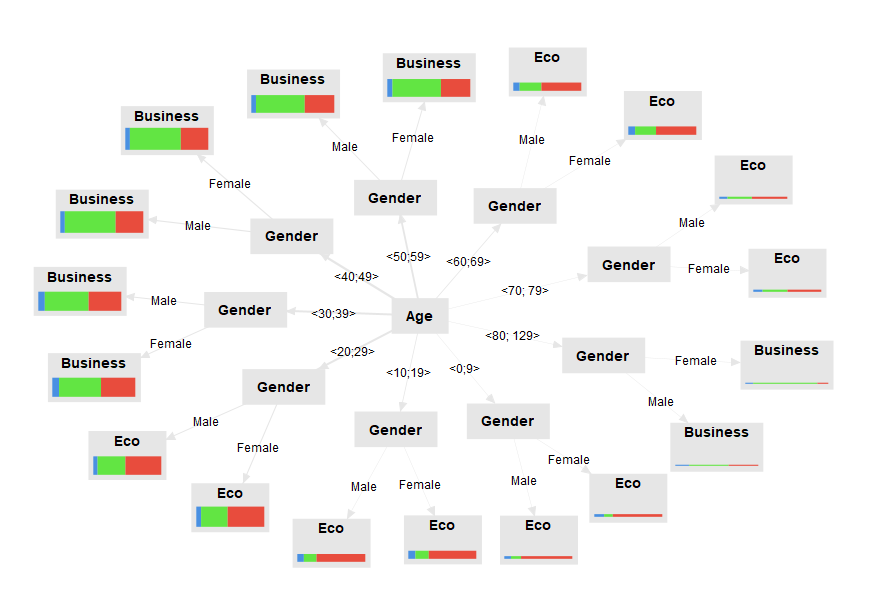 Eco
Business
Business
Eco
Business
Male
Female
Male
Female
Eco
Female
Male
Business
Gender
Gender
Male
Female
Male
Gender
<50;59>
<60;69>
Gender
Female
Eco
Business
<40;49>
<70; 79>
Male
Gender
<30;39>
Age
<80; 129>
Female
Business
<20;29>
Gender
Female
Business
Gender
<10;19>
<0;9>
Male
Eco
Male
Gender
Gender
Business
Female
Female
Eco
Male
Female
Male
Eco
Eco
Eco
Eco